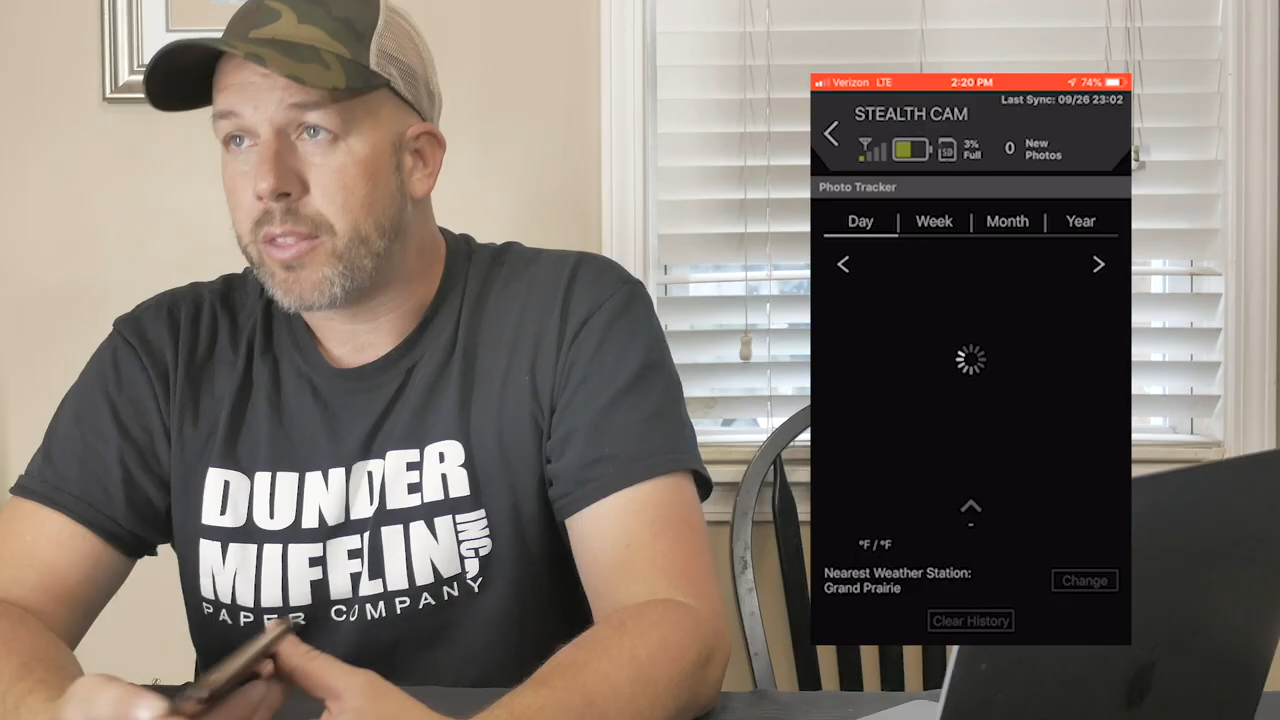 DUNDER
MIFFLIN INC.
PAPER COMPANY
Verizon LTE 2:20 PM 74%
Last Sync: 09/26 23:02
STEALTH CAM
SD 3% Full 0 New Photos
Photo Tracker
Day | Week | Month | Year
< >
°F / °F
Nearest Weather Station:
Grand Prairie
Change
Clear History